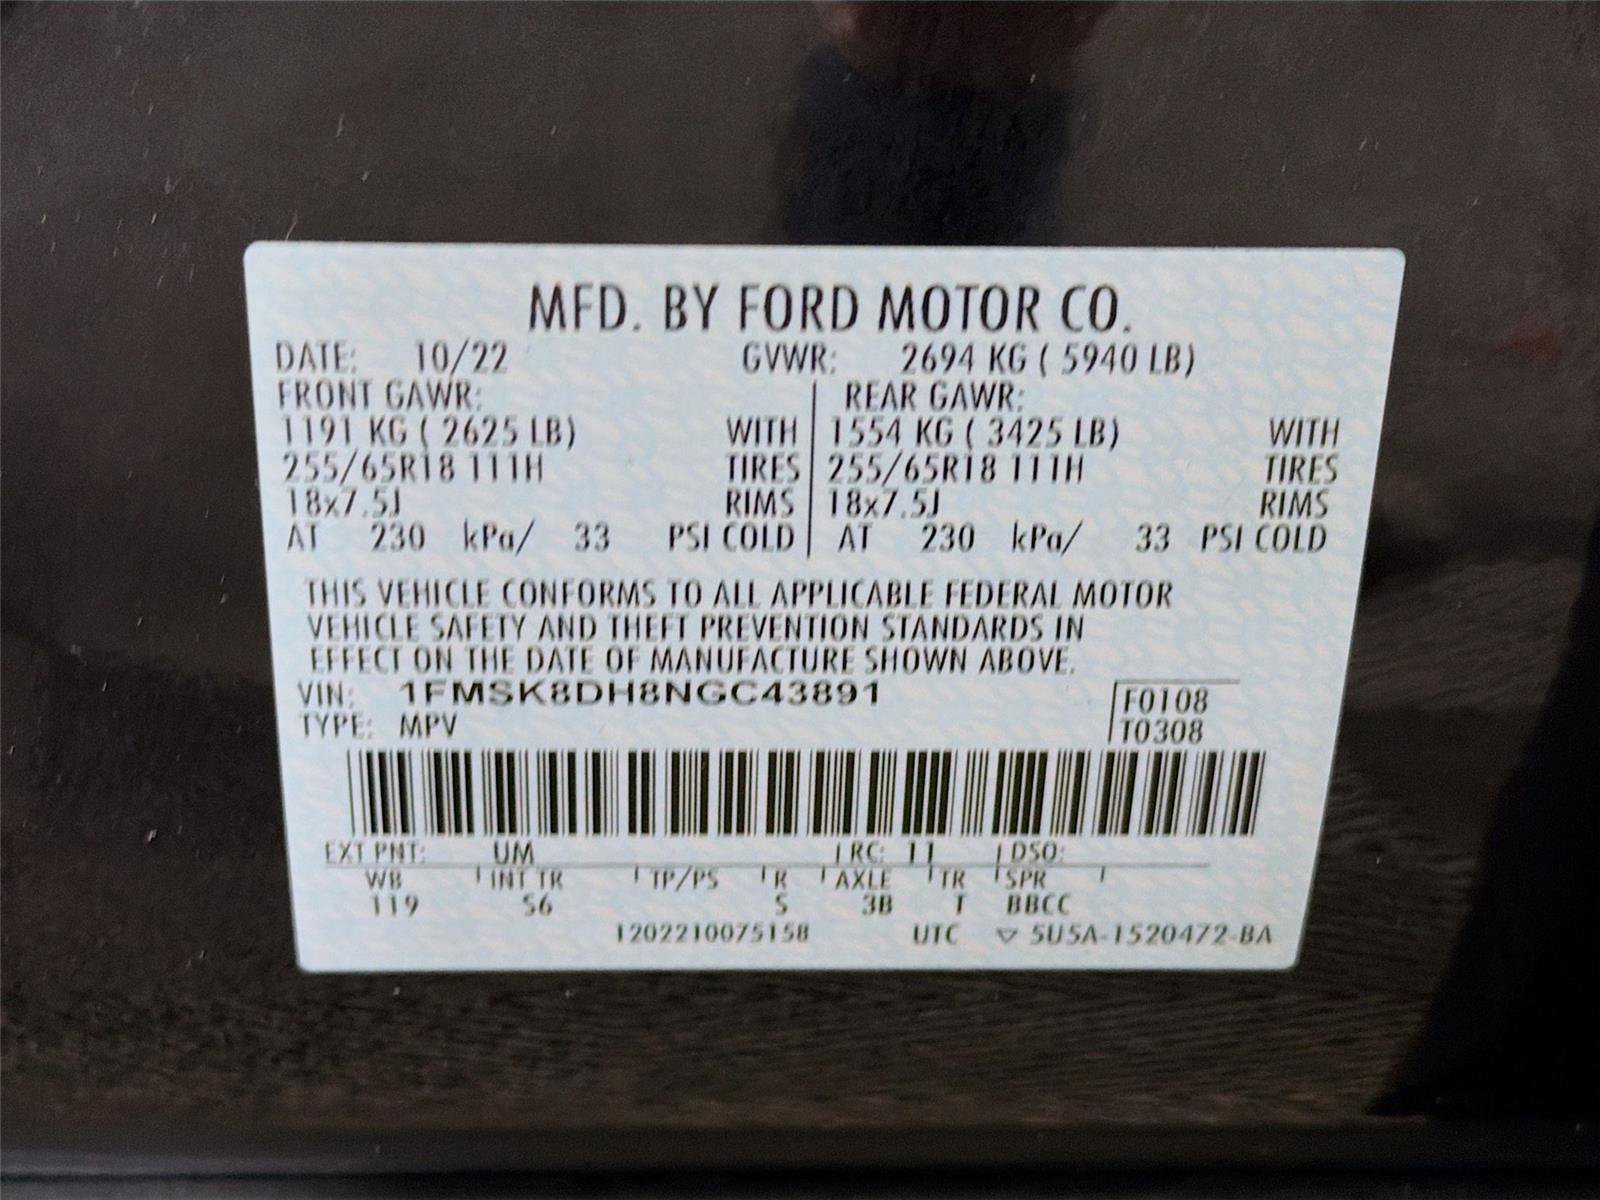 MFD. BY FORD MOTOR CO.
DATE: 10/22 GVWR: 2694 KG ( 5940 LB)
FRONT GAWR: REAR GAWR:
1191 KG ( 2625 LB) WITH 1554 KG ( 3425 LB) WITH
255/65R18 111H TIRES 255/65R18 111H TIRES
18x7.5J RIMS 18x7.5J RIMS
AT 230 kPa/ 33 PSI COLD AT 230 kPa/ 33 PSI COLD
THIS VEHICLE CONFORMS TO ALL APPLICABLE FEDERAL MOTOR
VEHICLE SAFETY AND THEFT PREVENTION STANDARDS IN
EFFECT ON THE DATE OF MANUFACTURE SHOWN ABOVE.
VIN: 1FMSK8DH8NGC43891 F0108
TYPE: MPV T0308
EXT PNT: UM RC: 11 DSO:
WB INT TR TP/PS R AXLE TR SPR
119 S6 S 3B T BBCC
1202210075158 UTC ▽ 5U5A-1520472-BA